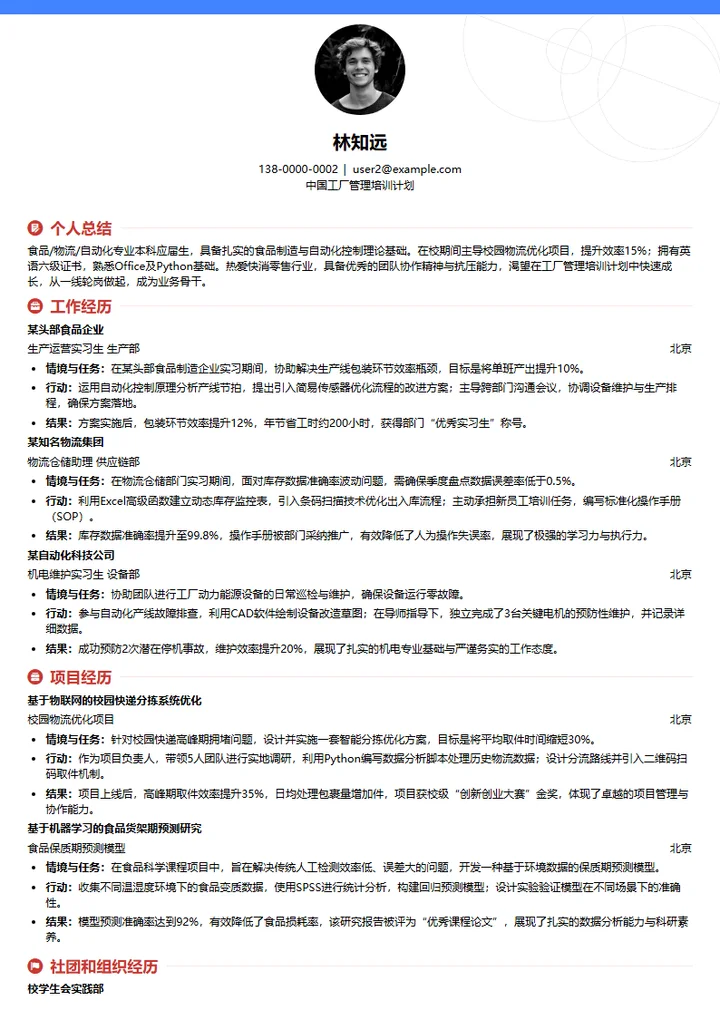 林知远
138-0000-0002 | user2@example.com
中国工厂管理培训计划
个人总结
食品/物流/自动化专业本科应届生，具备扎实的食品制造与自动化控制理论基础。在校期间主导校园物流优化项目，提升效率15%；拥有英
语六级证书，熟悉Office及Python基础。热爱快消零售行业，具备优秀的团队协作精神与抗压能力，渴望在工厂管理培训计划中快速成
长，从一线轮岗做起，成为业务骨干。
工作经历
某头部食品企业
生产运营实习生 生产部 北京
• 情境与任务：在某头部食品制造企业实习期间，协助解决生产线包装环节效率瓶颈，目标是将单班产出提升10%。
• 行动：运用自动化控制原理分析产线节拍，提出引入简易传感器优化流程的改进方案；主导跨部门沟通会议，协调设备维护与生产排
程，确保方案落地。
• 结果：方案实施后，包装环节效率提升12%，年节省工时约200小时，获得部门“优秀实习生”称号。
某知名物流集团
物流仓储助理 供应链部 北京
• 情境与任务：在物流仓储部门实习期间，面对库存数据准确率波动问题，需确保季度盘点数据误差率低于0.5%。
• 行动：利用Excel高级函数建立动态库存监控表，引入条码扫描技术优化出入库流程；主动承担新员工培训任务，编写标准化操作手册
（SOP）。
• 结果：库存数据准确率提升至99.8%，操作手册被部门采纳推广，有效降低了人为操作失误率，展现了极强的学习力与执行力。
某自动化科技公司
机电维护实习生 设备部 北京
• 情境与任务：协助团队进行工厂动力能源设备的日常巡检与维护，确保设备运行零故障。
• 行动：参与自动化产线故障排查，利用CAD软件绘制设备改造草图；在导师指导下，独立完成了3台关键电机的预防性维护，并记录详
细数据。
• 结果：成功预防2次潜在停机事故，维护效率提升20%，展现了扎实的机电专业基础与严谨务实的工作态度。
项目经历
基于物联网的校园快递分拣系统优化
校园物流优化项目 北京
• 情境与任务：针对校园快递高峰期拥堵问题，设计并实施一套智能分拣优化方案，目标是将平均取件时间缩短30%。
• 行动：作为项目负责人，带领5人团队进行实地调研，利用Python编写数据分析脚本处理历史物流数据；设计分流路线并引入二维码扫
码取件机制。
• 结果：项目上线后，高峰期取件效率提升35%，日均处理包裹量增加件，项目获校级“创新创业大赛”金奖，体现了卓越的项目管理与
协作能力。
基于机器学习的食品货架期预测研究
食品保质期预测模型 北京
• 情境与任务：在食品科学课程项目中，旨在解决传统人工检测效率低、误差大的问题，开发一种基于环境数据的保质期预测模型。
• 行动：收集不同温湿度环境下的食品变质数据，使用SPSS进行统计分析，构建回归预测模型；设计实验验证模型在不同场景下的准确
性。
• 结果：模型预测准确率达到92%，有效降低了食品损耗率，该研究报告被评为“优秀课程论文”，展现了扎实的数据分析能力与科研素
养。
社团和组织经历
校学生会实践部